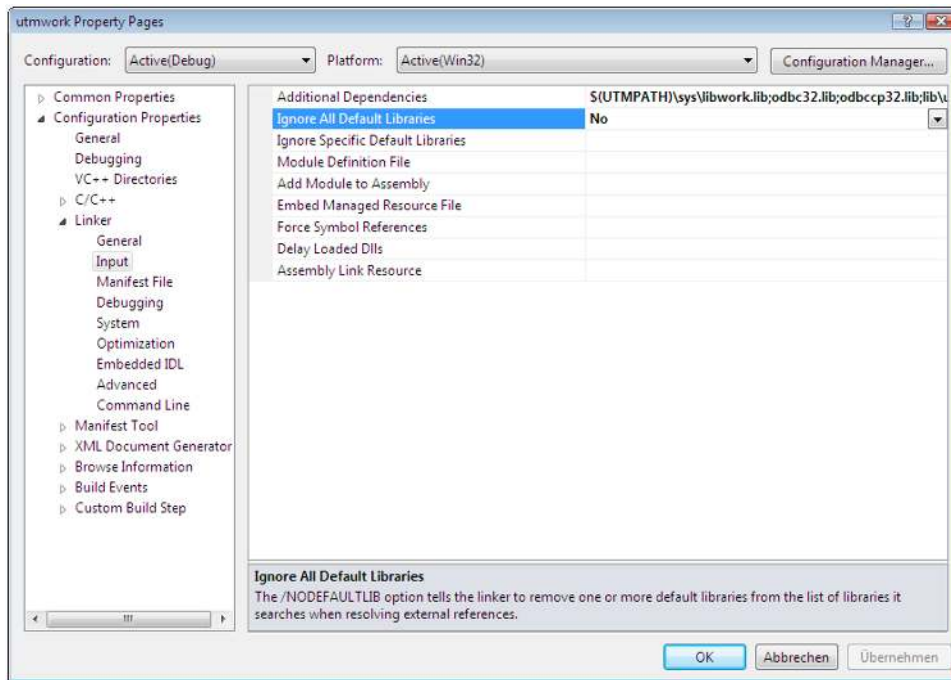 utmwork Property Pages
Configuration: Active(Debug) Platform: Active(Win32) Configuration Manager...
Common Properties
Configuration Properties
General
Debugging
VC++ Directories
C/C++
Linker
General
Input
Manifest File
Debugging
System
Optimization
Embedded IDL
Advanced
Command Line
Manifest Tool
XML Document Generator
Browse Information
Build Events
Custom Build Step
Additional Dependencies $(UTMPATH)\sys\libwork.lib;odbc32.lib;odbccp32.lib;lib\u
Ignore All Default Libraries No
Ignore Specific Default Libraries
Module Definition File
Add Module to Assembly
Embed Managed Resource File
Force Symbol References
Delay Loaded Dlls
Assembly Link Resource
Ignore All Default Libraries
The /NODEFAULTLIB option tells the linker to remove one or more default libraries from the list of libraries it
searches when resolving external references.
OK Abbrechen Übernehmen